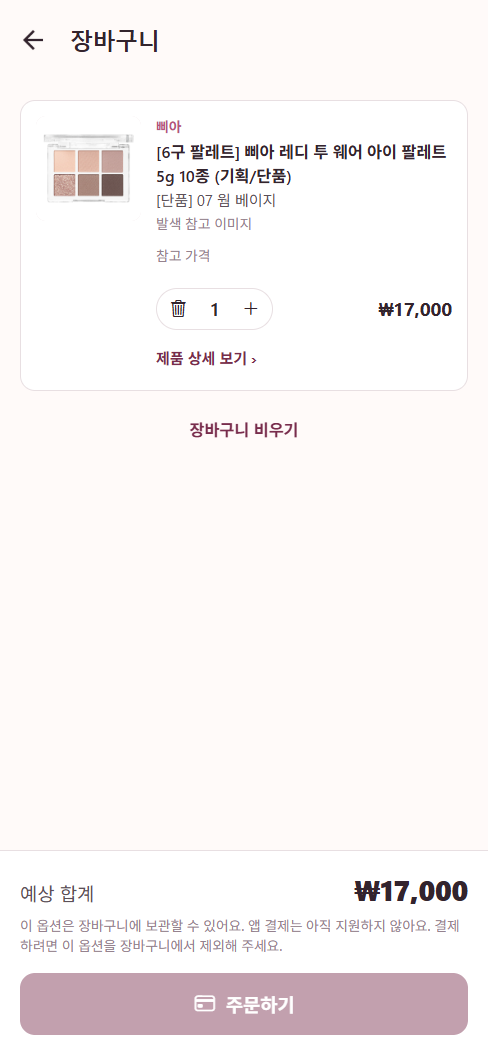 장바구니
삐아
[6구 팔레트] 삐아 레디 투 웨어 아이 팔레트
5g 10종 (기획/단품)
[단품] 07 웜 베이지
발색 참고 이미지
참고 가격
1
₩17,000
제품 상세 보기 ›
장바구니 비우기
예상 합계
₩17,000
이 옵션은 장바구니에 보관할 수 있어요. 앱 결제는 아직 지원하지 않아요. 결제
하려면 이 옵션을 장바구니에서 제외해 주세요.
주문하기